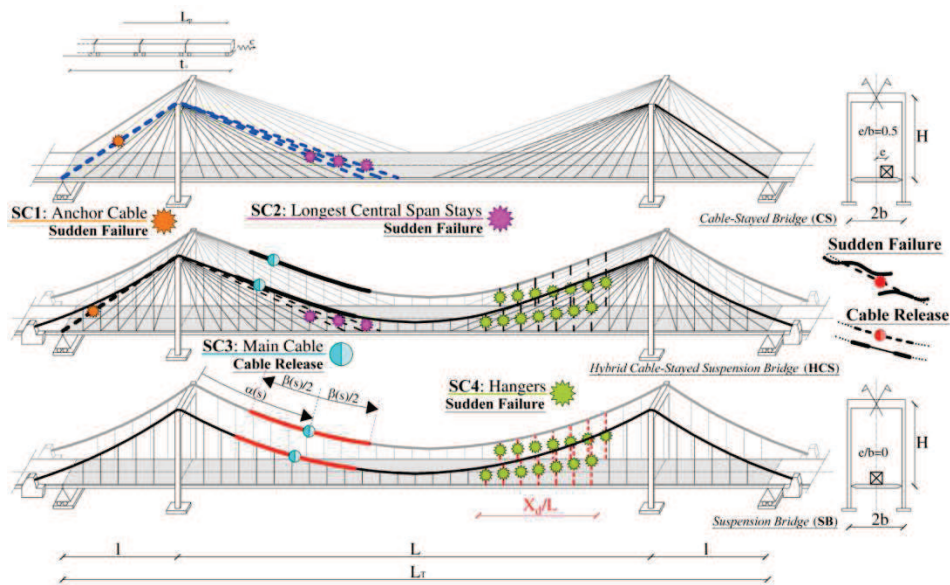 Lp
c
t₁
H
e/b=0.5
e
2b
SC1: Anchor Cable
Sudden Failure
SC2: Longest Central Span Stays
Sudden Failure
Cable-Stayed Bridge (CS)
Sudden Failure
Cable Release
SC3: Main Cable
Cable Release
Hybrid Cable-Stayed Suspension Bridge (HCS)
α(s)
β(s)/2
β(s)/2
SC4: Hangers
Sudden Failure
H
e/b=0
Xd/L
Suspension Bridge (SB)
2b
l
L
l
LT